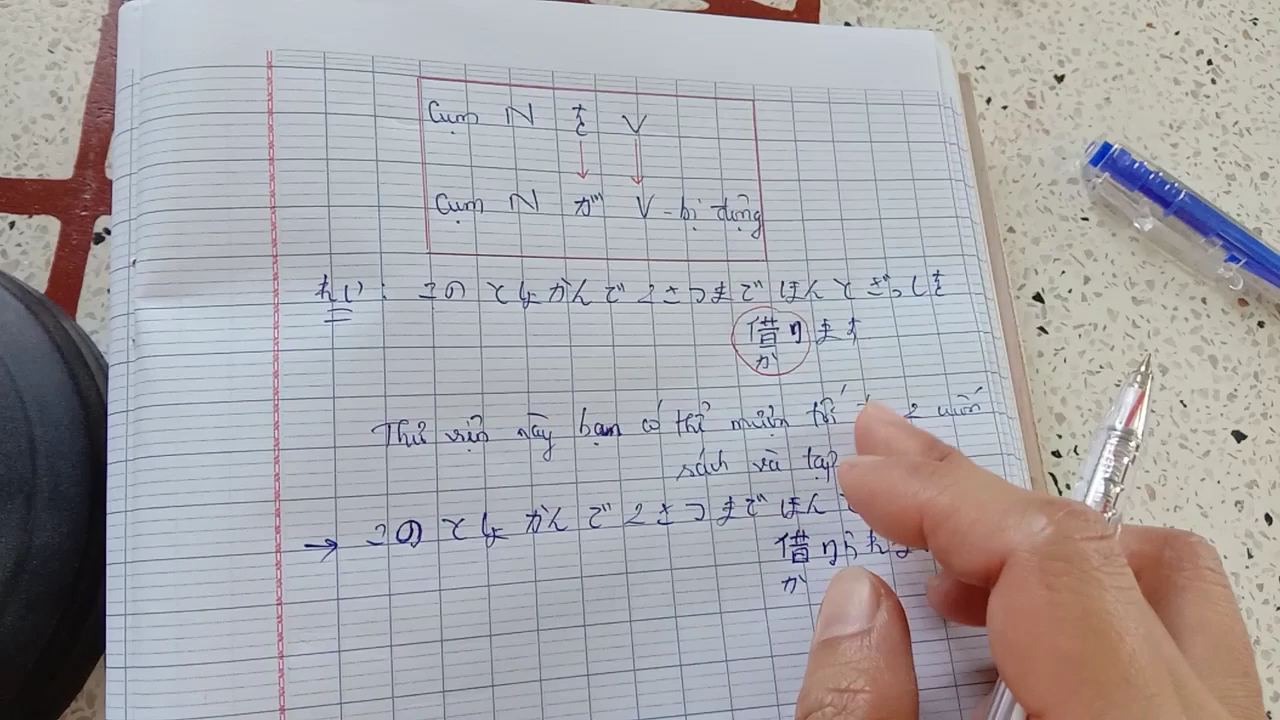 Cụm N を V
Cụm N が V - bị động
れい: このとしょかんで2さつまでほんとざっしを
借ります
か
Thư viện này bạn có thể mượn tối 2 cuốn
sách và tạp
→ このとしょかんで2さつまでほん
借りられ
か